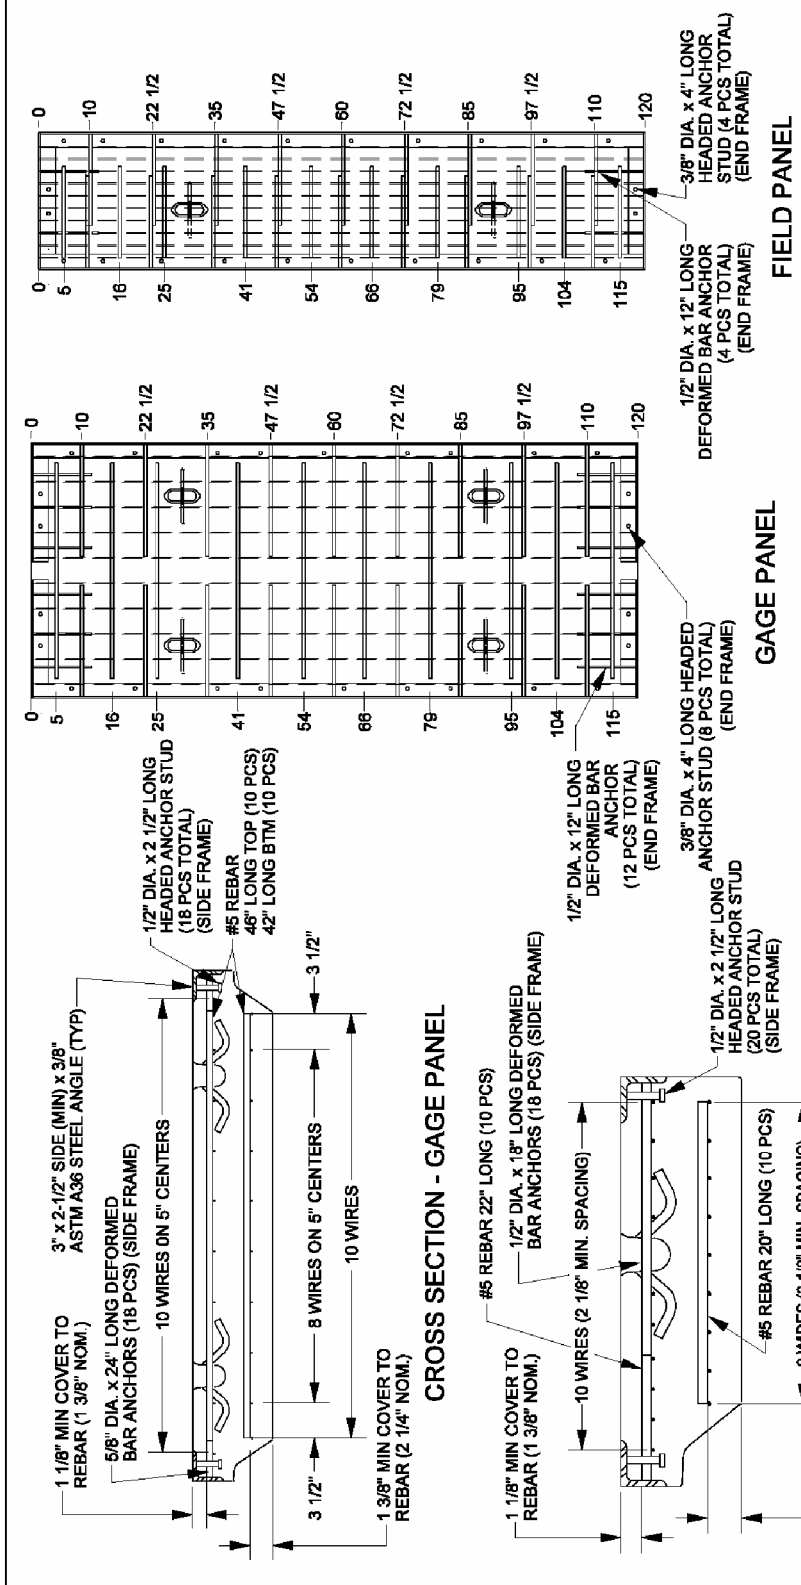 0
10
22 1/2
35
47 1/2
60
72 1/2
85
97 1/2
110
120
0
5
16
25
41
54
66
79
95
104
115
1/2" DIA. x 12" LONG
DEFORMED BAR ANCHOR
(4 PCS TOTAL)
(END FRAME)
3/8" DIA. x 4" LONG
HEADED ANCHOR
STUD (4 PCS TOTAL)
(END FRAME)
FIELD PANEL
0
10
22 1/2
35
47 1/2
60
72 1/2
85
97 1/2
110
120
0
5
16
25
41
54
66
79
95
104
115
1/2" DIA. x 12" LONG
DEFORMED BAR
ANCHOR
(12 PCS TOTAL)
(END FRAME)
3/8" DIA. x 4" LONG HEADED
ANCHOR STUD (8 PCS TOTAL)
(END FRAME)
GAGE PANEL
1 1/8" MIN COVER TO
REBAR (1 3/8" NOM.)
5/8" DIA. x 24" LONG DEFORMED
BAR ANCHORS (18 PCS) (SIDE FRAME)
3" x 2-1/2" SIDE (MIN) x 3/8"
ASTM A36 STEEL ANGLE (TYP)
1/2" DIA. x 2 1/2" LONG
HEADED ANCHOR STUD
(18 PCS TOTAL)
(SIDE FRAME)
#5 REBAR
46" LONG TOP (10 PCS)
42" LONG BTM (10 PCS)
10 WIRES ON 5" CENTERS
3 1/2"
8 WIRES ON 5" CENTERS
3 1/2"
10 WIRES
1 3/8" MIN COVER TO
REBAR (2 1/4" NOM.)
CROSS SECTION - GAGE PANEL
1 1/8" MIN COVER TO
REBAR (1 3/8" NOM.)
#5 REBAR 22" LONG (10 PCS)
1/2" DIA. x 18" LONG DEFORMED
BAR ANCHORS (18 PCS) (SIDE FRAME)
10 WIRES (2 1/8" MIN. SPACING)
1/2" DIA. x 2 1/2" LONG
HEADED ANCHOR STUD
(20 PCS TOTAL)
(SIDE FRAME)
#5 REBAR 20" LONG (10 PCS)